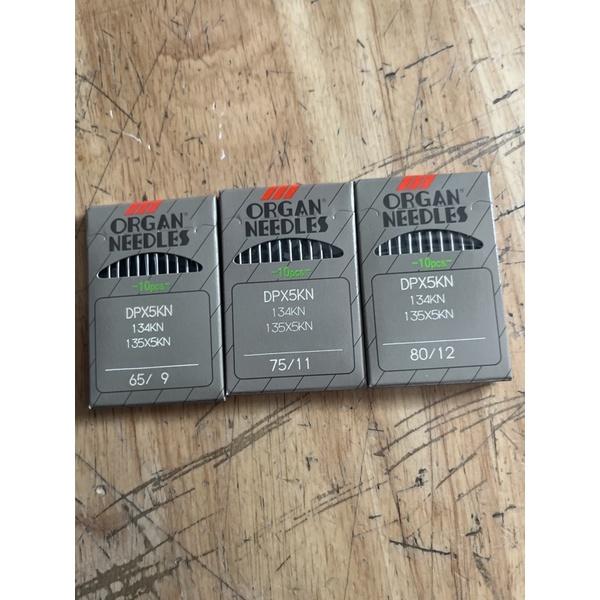 ORGAN®
NEEDLES
-10pcs-
DPX5KN
134KN
135X5KN
65/ 9
ORGAN®
NEEDLES
-10pcs-
DPX5KN
134KN
135X5KN
75/11
ORGAN®
NEEDLES
-10pcs-
DPX5KN
134KN
135X5KN
80/12